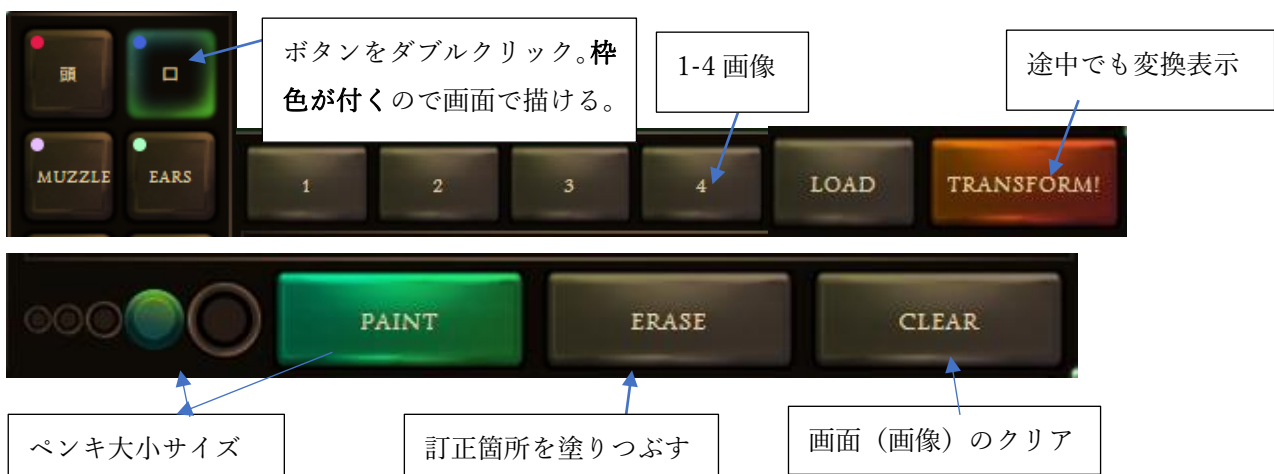 頭
口
ボタンをダブルクリック。枠
色が付くので画面で描ける。
1-4 画像
途中でも変換表示
MUZZLE
EARS
1
2
3
4
LOAD
TRANSFORM!
PAINT
ERASE
CLEAR
ペンキ大小サイズ
訂正箇所を塗りつぶす
画面（画像）のクリア